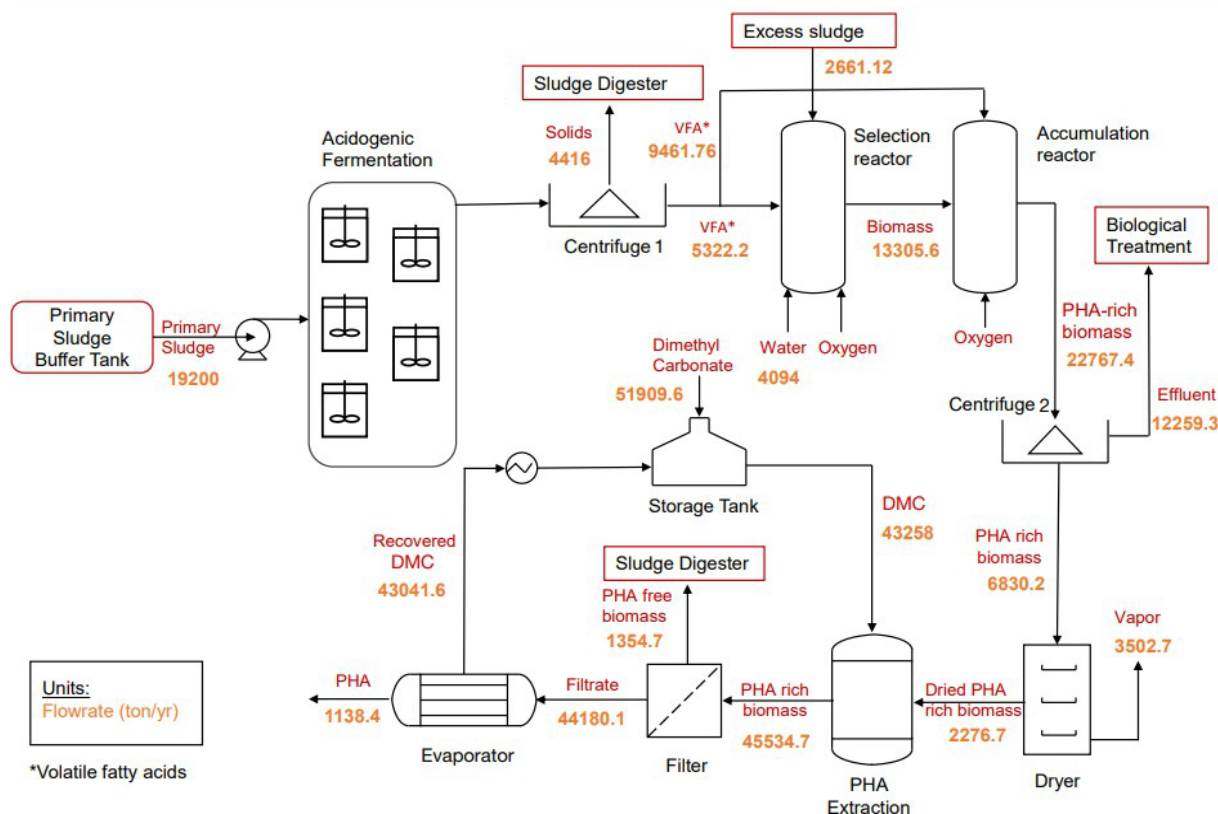 Excess sludge
2661.12
Sludge Digester
Solids
4416
VFA*
9461.76
Selection
reactor
Accumulation
reactor
Acidogenic
Fermentation
Centrifuge 1
VFA*
5322.2
Biomass
13305.6
Biological
Treatment
Primary
Sludge
Buffer Tank
Primary
Sludge
19200
Water
4094
Oxygen
Oxygen
PHA-rich
biomass
22767.4
Effluent
12259.3
Dimethyl
Carbonate
51909.6
Centrifuge 2
Storage Tank
DMC
43258
Recovered
DMC
43041.6
Sludge Digester
PHA free
biomass
1354.7
PHA rich
biomass
6830.2
Vapor
3502.7
Units:
Flowrate (ton/yr)
*Volatile fatty acids
PHA
1138.4
Evaporator
Filtrate
44180.1
Filter
PHA rich
biomass
45534.7
PHA
Extraction
Dried PHA
rich biomass
2276.7
Dryer